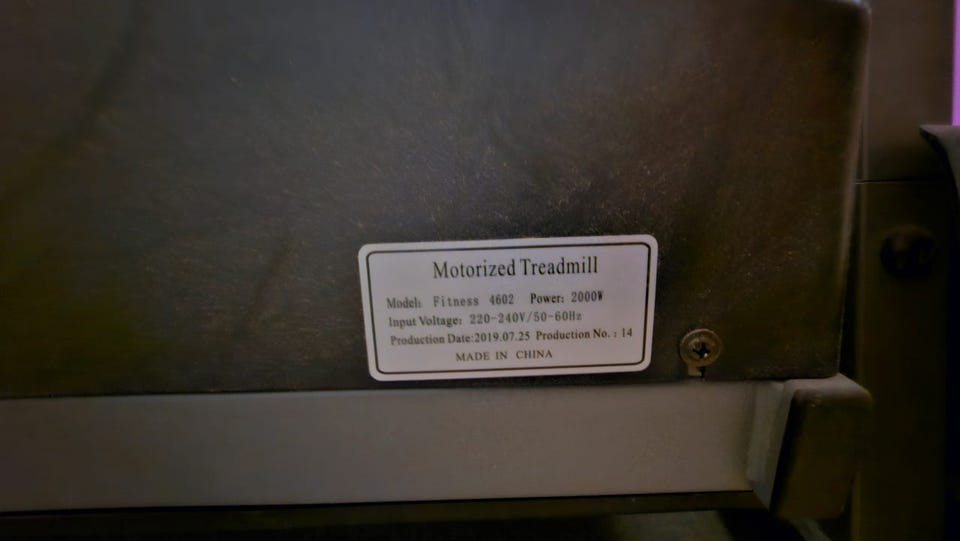 Motorized Treadmill
Model: Fitness 4602 Power: 2000W
Input Voltage: 220-240V/50-60Hz
Production Date:2019.07.25 Production No.: 14
MADE IN CHINA